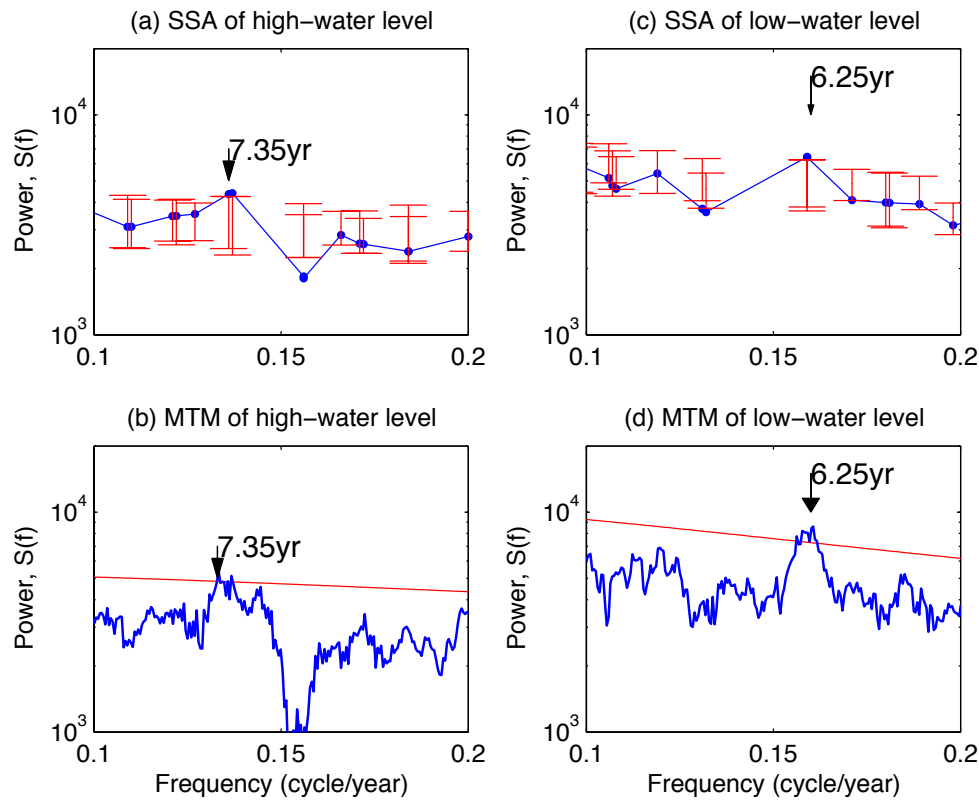 (a) SSA of high−water level
Power, S(f)
10^4
10^3
7.35yr
0.1
0.15
0.2
(c) SSA of low−water level
Power, S(f)
10^4
10^3
6.25yr
0.1
0.15
0.2
(b) MTM of high−water level
Power, S(f)
10^4
10^3
7.35yr
0.1
0.15
0.2
Frequency (cycle/year)
(d) MTM of low−water level
Power, S(f)
10^4
10^3
6.25yr
0.1
0.15
0.2
Frequency (cycle/year)